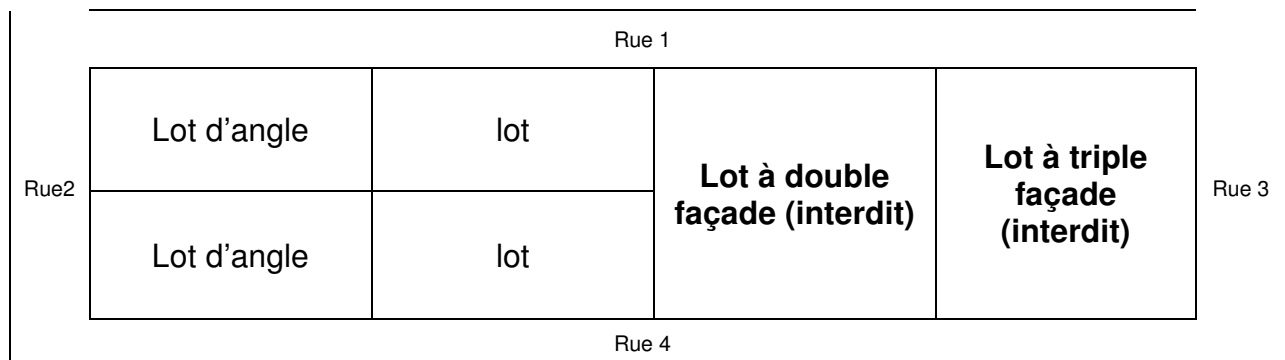 Rue 1
Lot d’angle
lot
Lot à double
façade (interdit)
Lot à triple
façade
(interdit)
Rue2
Rue 3
Lot d’angle
lot
Rue 4